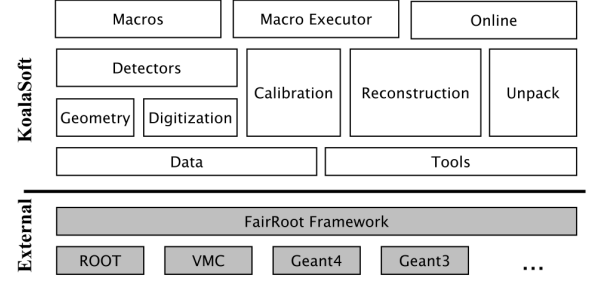 KoalaSoft
Macros
Macro Executor
Online
Detectors
Calibration
Reconstruction
Unpack
Geometry
Digitization
Data
Tools
External
FairRoot Framework
ROOT
VMC
Geant4
Geant3
...